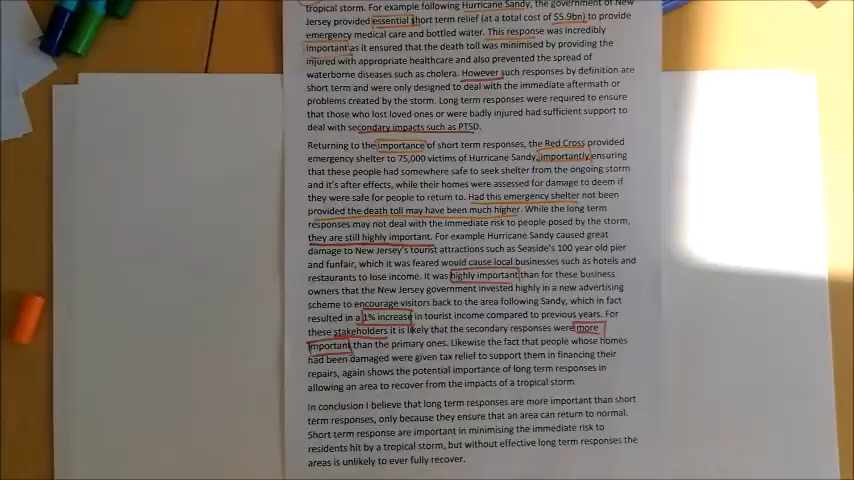 tropical storm. For example following Hurricane Sandy, the government of New
Jersey provided essential short term relief (at a total cost of $5.9bn) to provide
emergency medical care and bottled water. This response was incredibly
important as it ensured that the death toll was minimised by providing the
injured with appropriate healthcare and also prevented the spread of
waterborne diseases such as cholera. However such responses by definition are
short term and were only designed to deal with the immediate aftermath or
problems created by the storm. Long term responses were required to ensure
that those who lost loved ones or were badly injured had sufficient support to
deal with secondary impacts such as PTSD.
Returning to the importance of short term responses, the Red Cross provided
emergency shelter to 75,000 victims of Hurricane Sandy, importantly ensuring
that these people had somewhere safe to seek shelter from the ongoing storm
and it's after effects, while their homes were assessed for damage to deem if
they were safe for people to return to. Had this emergency shelter not been
provided the death toll may have been much higher. While the long term
responses may not deal with the immediate risk to people posed by the storm,
they are still highly important. For example Hurricane Sandy caused great
damage to New Jersey's tourist attractions such as Seaside's 100 year old pier
and funfair, which it was feared would cause local businesses such as hotels and
restaurants to lose income. It was highly important than for these business
owners that the New Jersey government invested highly in a new advertising
scheme to encourage visitors back to the area following Sandy, which in fact
resulted in a 1% increase in tourist income compared to previous years. For
these stakeholders it is likely that the secondary responses were more
important than the primary ones. Likewise the fact that people whose homes
had been damaged were given tax relief to support them in financing their
repairs, again shows the potential importance of long term responses in
allowing an area to recover from the impacts of a tropical storm
In conclusion I believe that long term responses are more important than short
term responses, only because they ensure that an area can return to normal.
Short term response are important in minimising the immediate risk to
residents hit by a tropical storm, but without effective long term responses the
areas is unlikely to ever fully recover.